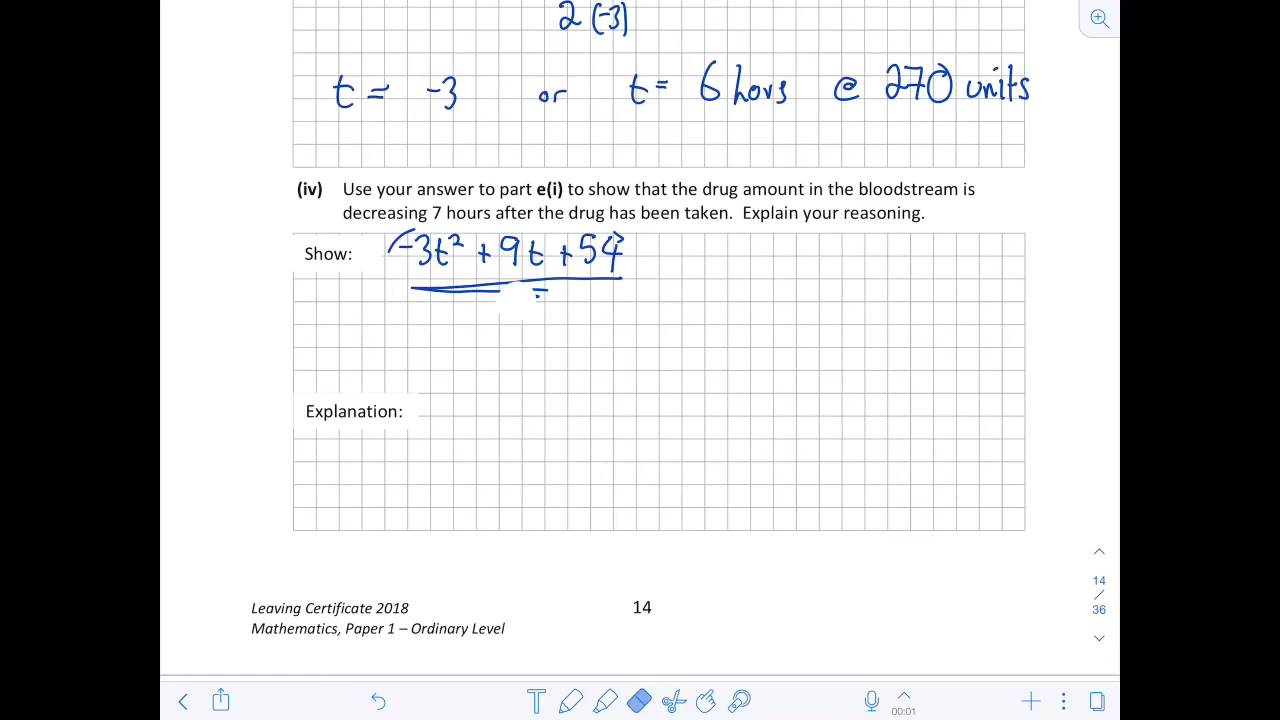 2 (-3)
t = -3 or t = 6 hors @ 270 units
(iv) Use your answer to part e(i) to show that the drug amount in the bloodstream is
decreasing 7 hours after the drug has been taken. Explain your reasoning.
Show: -3t² + 9t + 54
=
Explanation:
14
/
36
Leaving Certificate 2018
14
Mathematics, Paper 1 – Ordinary Level
T
00:01